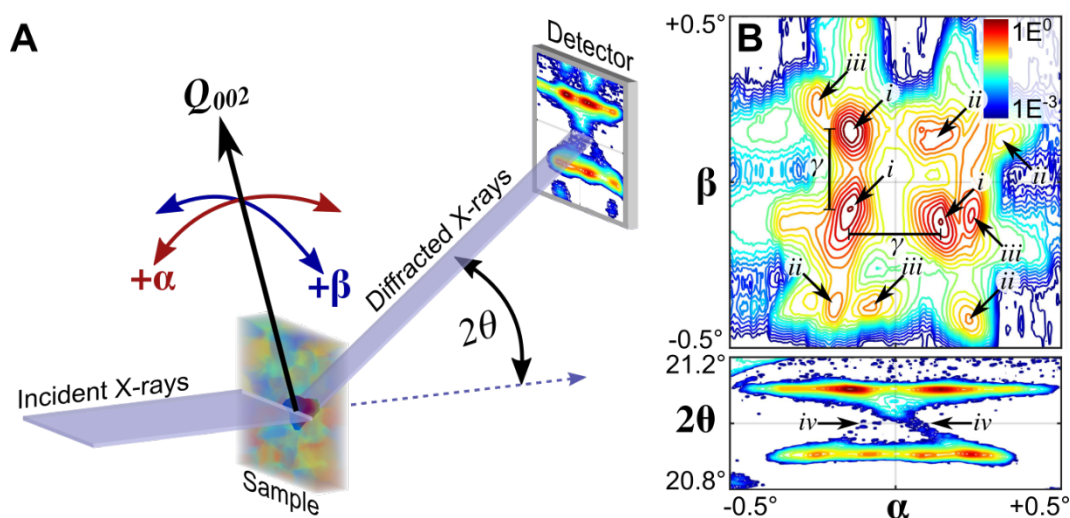 A
Detector
Q002
+α
+β
Diffracted X-rays
2θ
Incident X-rays
Sample
B
+0.5°
1E0
1E-3
iii
i
ii
β
γ
i
i
ii
γ
ii
iii
iii
ii
-0.5°
21.2°
2θ
iv
iv
20.8°
-0.5°
α
+0.5°